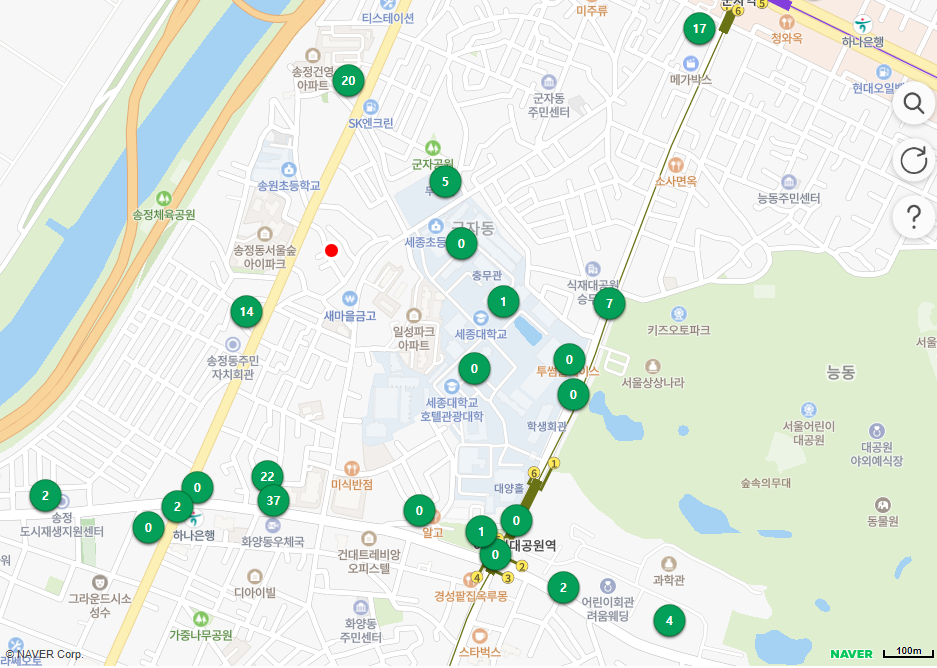 군자역
6
5
17
미주류
티스테이션
청와옥
하나은행
메가박스
송정건영
아파트
20
SK엔크린
군자동
주민센터
현대오일
군자공원
5
소사면옥
능동주민센터
송원초등학교
송정체육공원
군자동
세종초등
0
송정동서울숲
아이파크
충무관
식재대공원
승무
7
14
새마을금고
1
일성파크
아파트
세종대학교
키즈오토파크
서울
송정동주민
자치회관
0
0
투썸플레이스
서울상상나라
능동
0
세종대학교
호텔관광대학
학생회관
서울어린이
대공원
대공원
야외예식장
22
미식반점
6
1
숲속의무대
2
0
37
대양홀
2
송정
도시재생지원센터
0
하나은행
화양동우체국
0
알고
1
0
동물원
대공원역
0
워
건대트레비앙
오피스텔
4
3
2
경성팥집옥루몽
2
과학관
그라운드시소
성수
디아이빌
어린이회관
려움웨딩
화양동
주민센터
4
가중나무공원
스타벅스
랴쎄오토
© NAVER Corp.
NAVER
100m
?